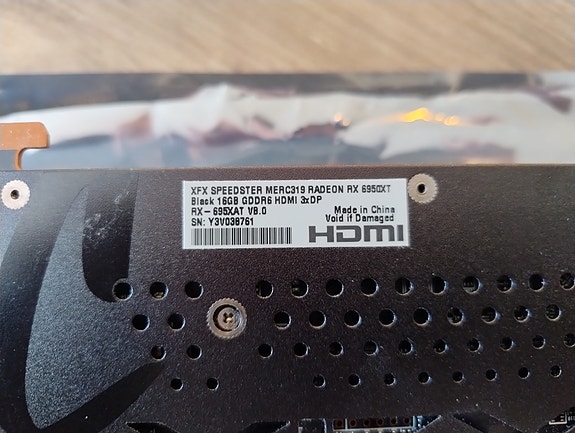 XFX SPEEDSTER MERC319 RADEON RX 6950XT
Black 16GB GDDR6 HDMI 3xDP
RX-695XAT V8.0
Made in China
SN: Y3V038761
Void if Damaged
HDMI